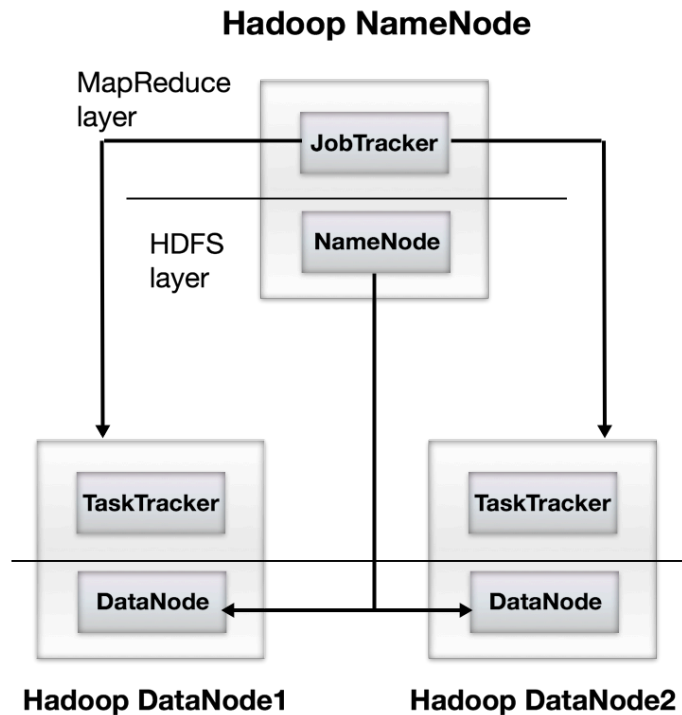 Hadoop NameNode
MapReduce
layer
JobTracker
HDFS
layer
NameNode
TaskTracker
TaskTracker
DataNode
DataNode
Hadoop DataNode1
Hadoop DataNode2